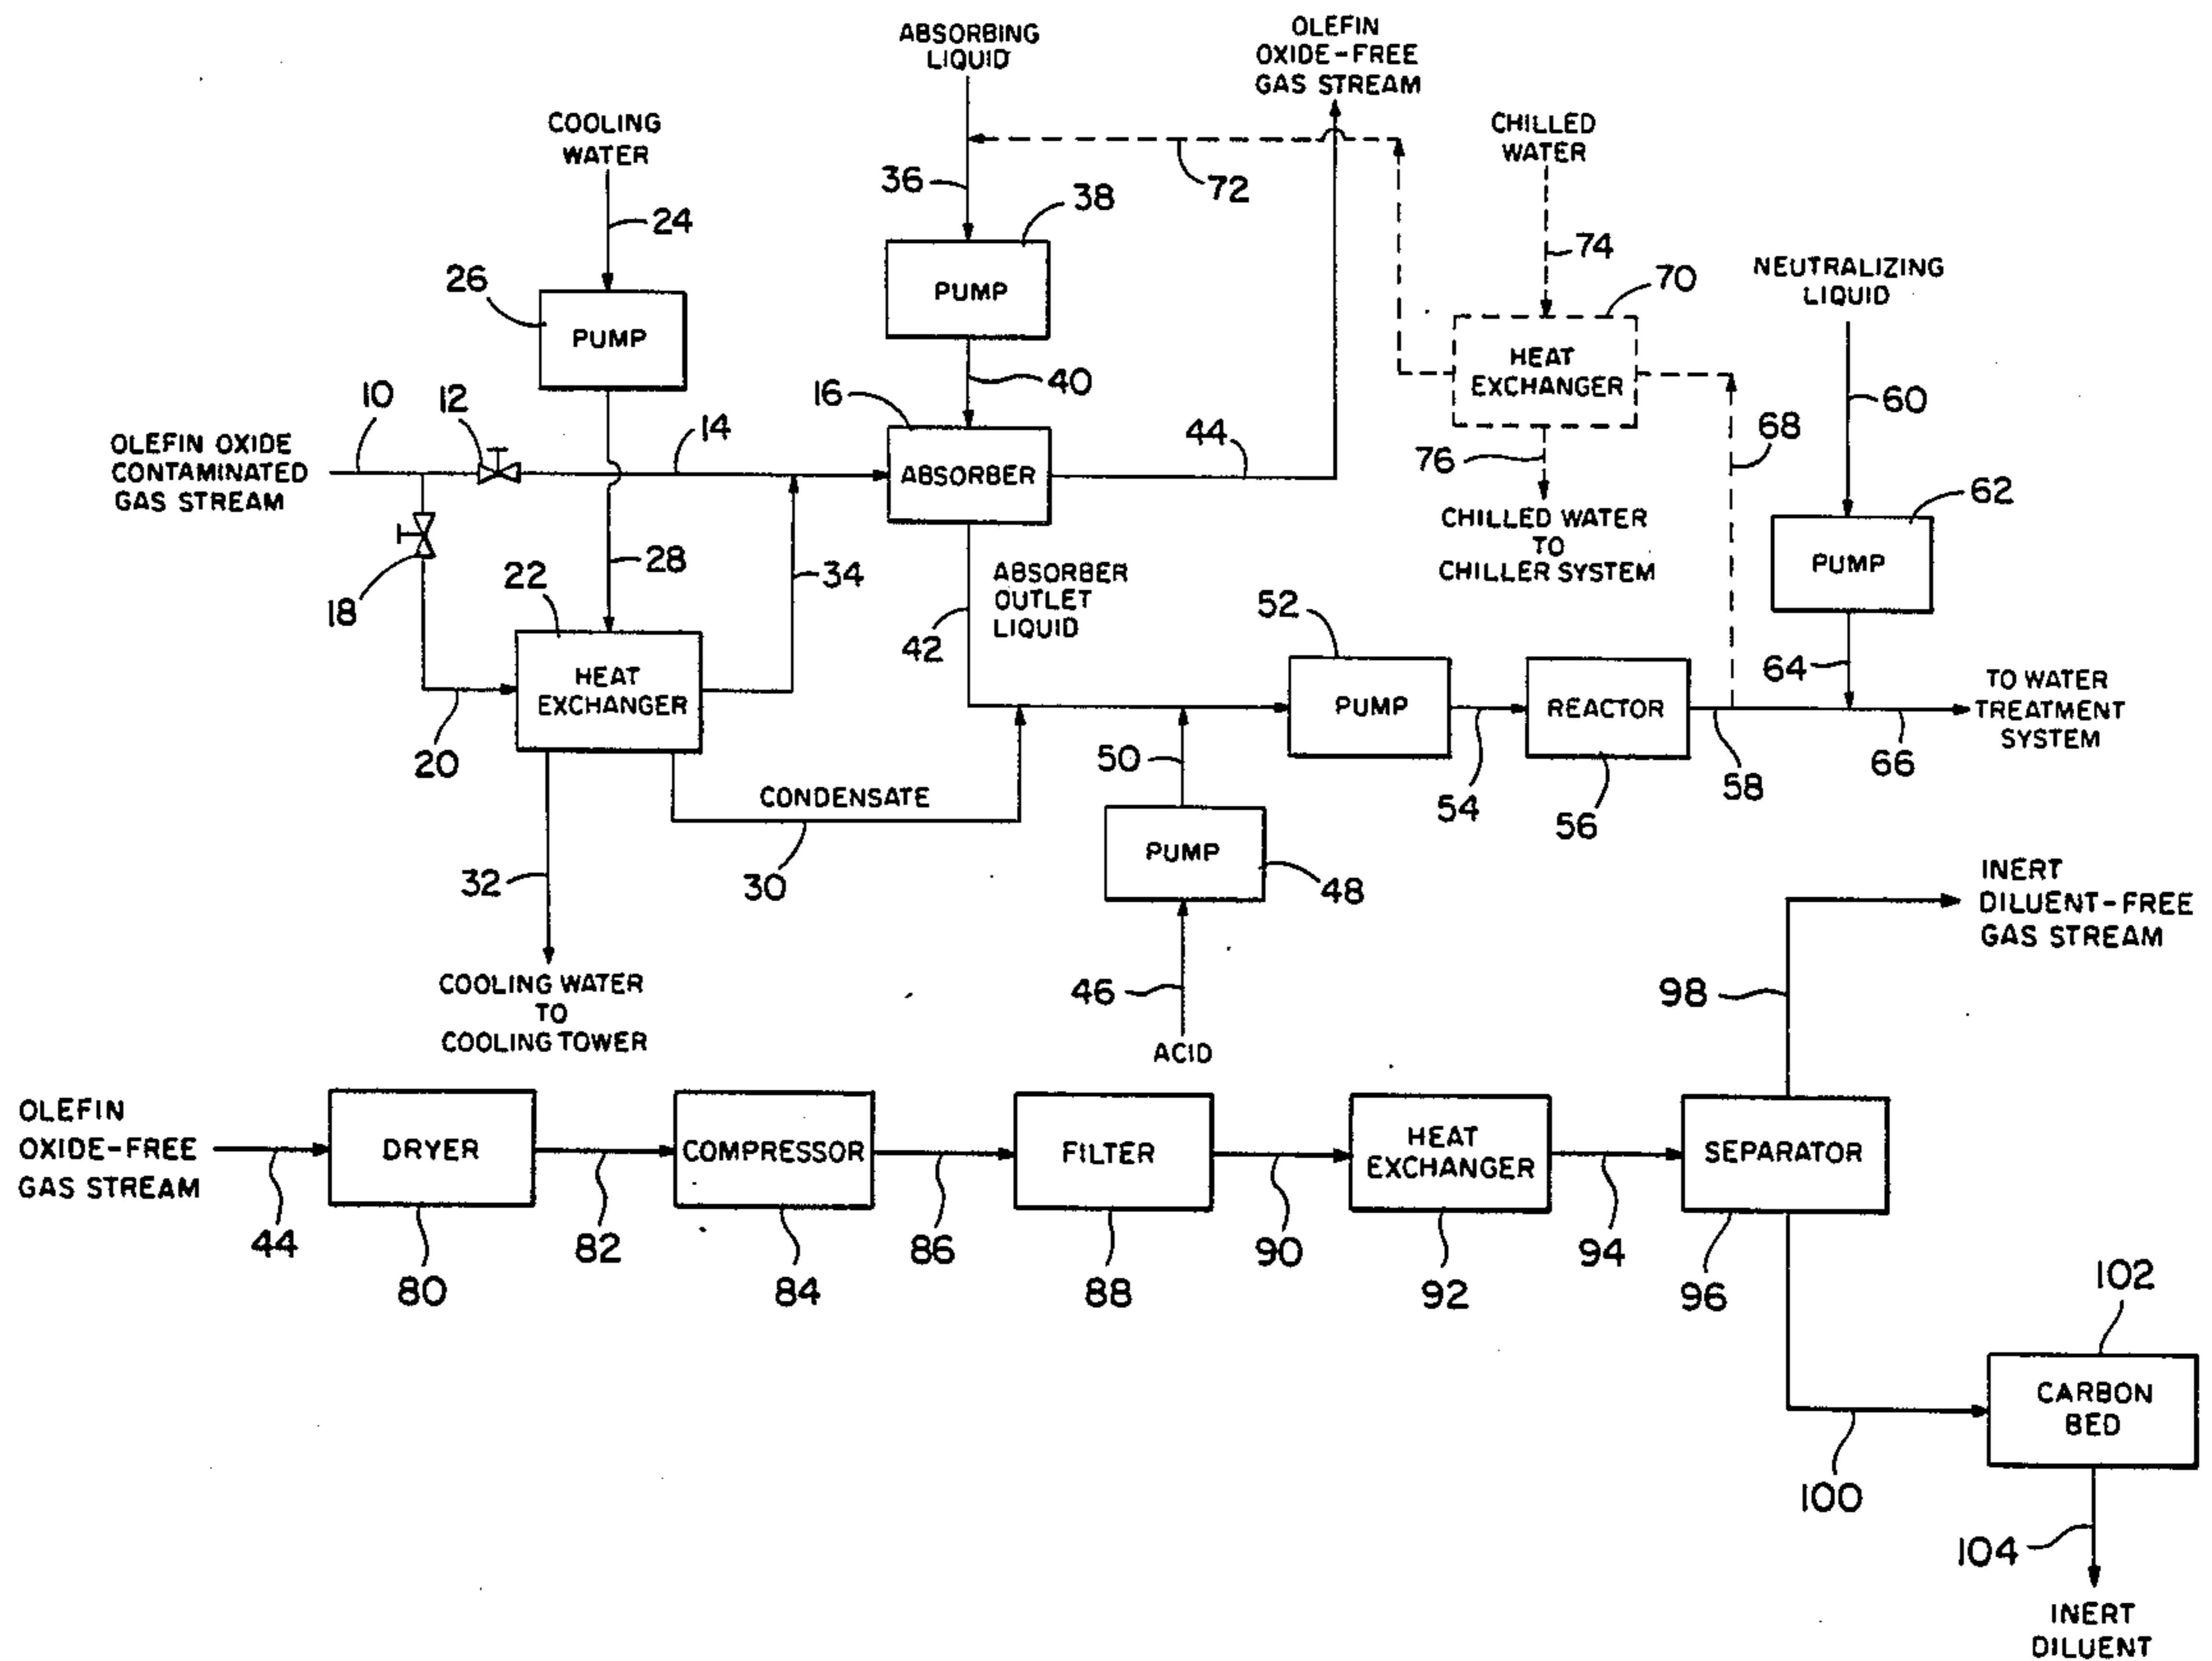 ABSORBING
LIQUID
OLEFIN
OXIDE-FREE
GAS STREAM
COOLING
WATER
CHILLED
WATER
24
36
38
72
74
26
PUMP
PUMP
70
NEUTRALIZING
LIQUID
HEAT
EXCHANGER
10
12
14
16
40
44
60
68
OLEFIN OXIDE
CONTAMINATED
GAS STREAM
ABSORBER
76
62
18
22
28
34
ABSORBER
OUTLET
LIQUID
42
CHILLED WATER
TO
CHILLER SYSTEM
PUMP
52
64
HEAT
EXCHANGER
PUMP
REACTOR
TO WATER
TREATMENT
SYSTEM
20
50
54
56
58
66
CONDENSATE
30
32
PUMP
48
46
ACID
COOLING WATER
TO
COOLING TOWER
INERT
DILUENT-FREE
GAS STREAM
98
OLEFIN
OXIDE-FREE
GAS STREAM
DRYER
COMPRESSOR
FILTER
HEAT
EXCHANGER
SEPARATOR
44
82
86
90
94
80
84
88
92
96
102
CARBON
BED
100
104
INERT
DILUENT